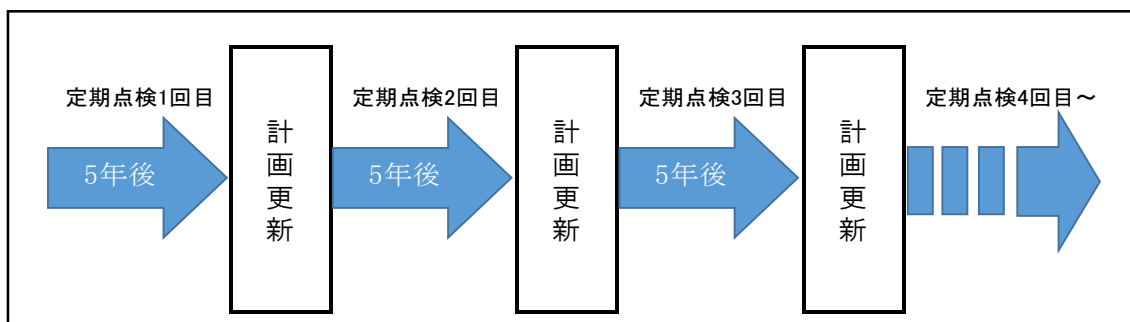 定期点検1回目
5年後
計画更新
定期点検2回目
5年後
計画更新
定期点検3回目
5年後
計画更新
定期点検4回目～